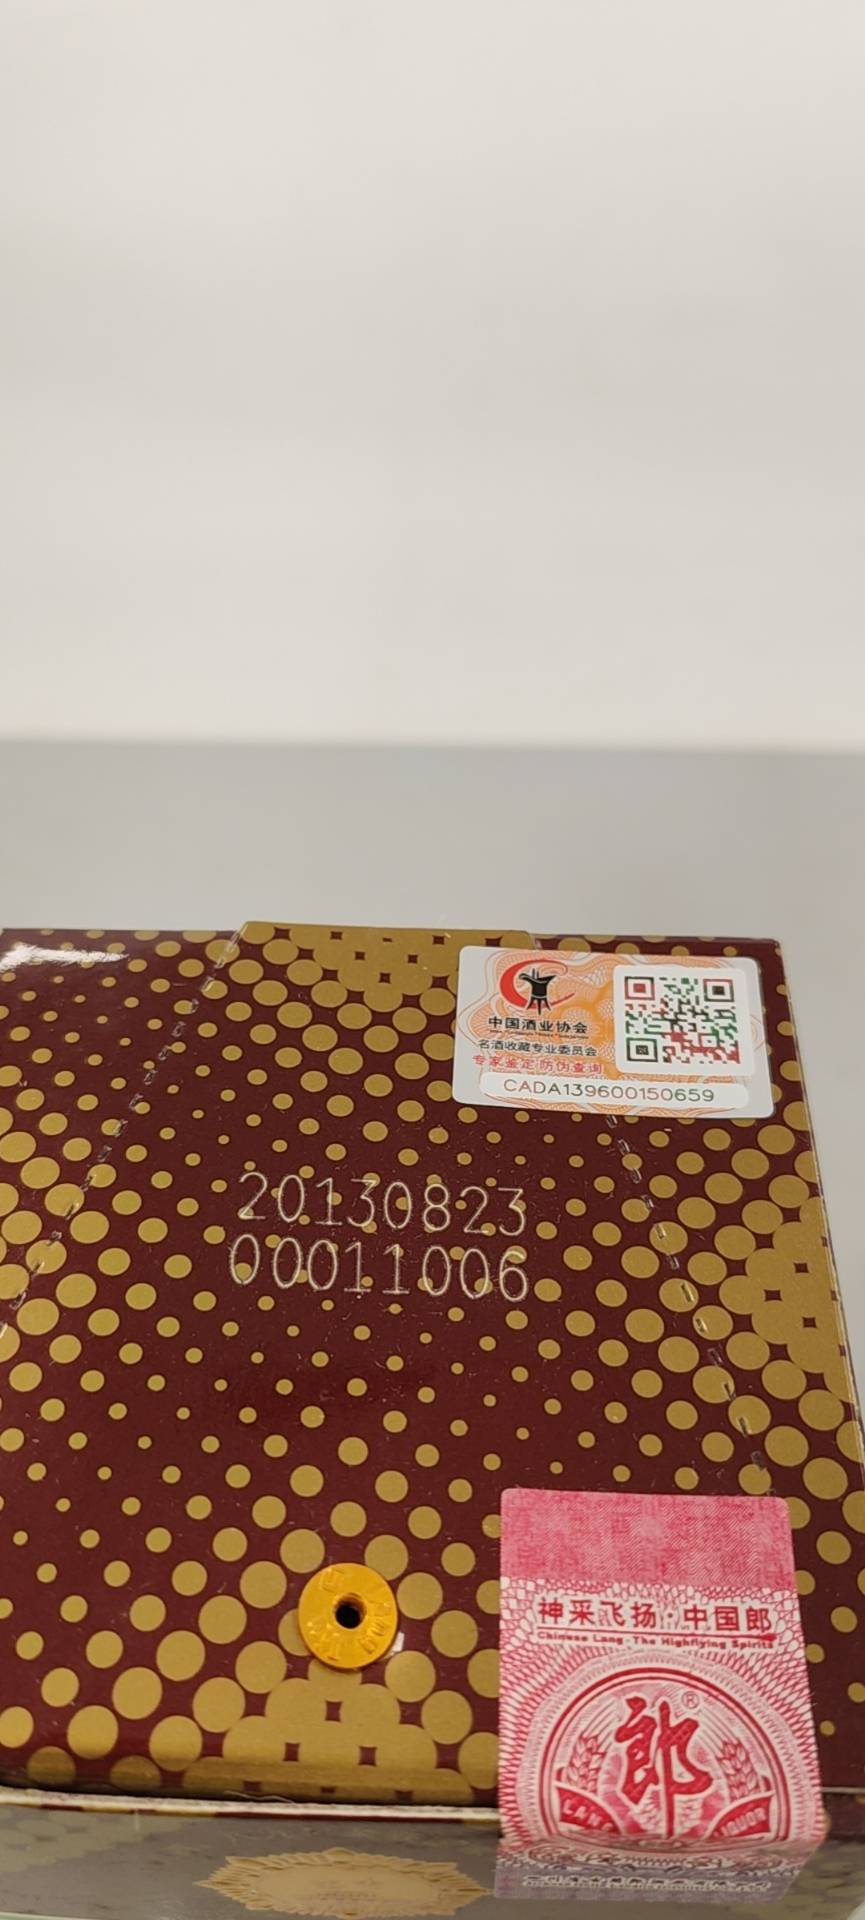 中国酒业协会
名酒收藏专业委员会
专家鉴定 防伪查询
CADA139600150659
20130823
00011006
神采飞扬·中国郎
Chinese Lang·The Highflying Spirits
郎®
LANG LIQUOR